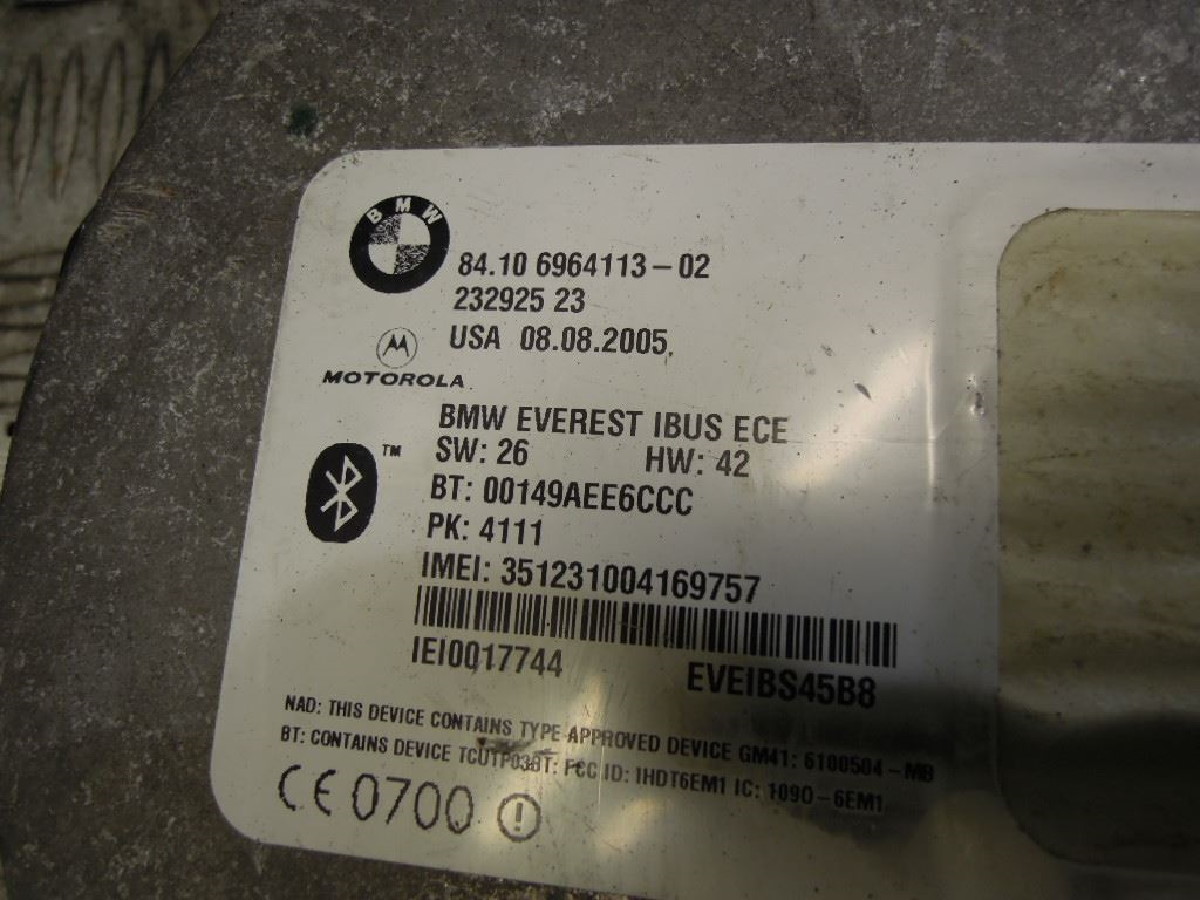 BMW
84.10 6964113-02
232925 23
USA 08.08.2005
MOTOROLA
BMW EVEREST IBUS ECE
SW: 26 HW: 42
TM
BT: 00149AEE6CCC
PK: 4111
IMEI: 351231004169757
IEI0017744 EVEIBS45B8
NAD: THIS DEVICE CONTAINS TYPE APPROVED DEVICE GM41: 6100504-MB
BT: CONTAINS DEVICE TCUTP03BT: FCC ID: IHDT6EM1 IC: 1090-6EM1
CE 0700 !